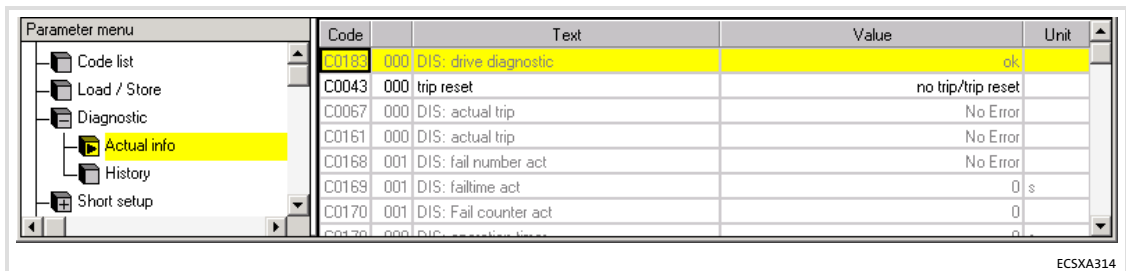 Parameter menu
Code list
Load / Store
Diagnostic
Actual info
History
Short setup
Code Text Value Unit
C0183 000 DIS: drive diagnostic ok
C0043 000 trip reset no trip/trip reset
C0067 000 DIS: actual trip No Error
C0161 000 DIS: actual trip No Error
C0168 001 DIS: fail number act No Error
C0169 001 DIS: failtime act 0 s
C0170 001 DIS: Fail counter act 0
ECSXA314